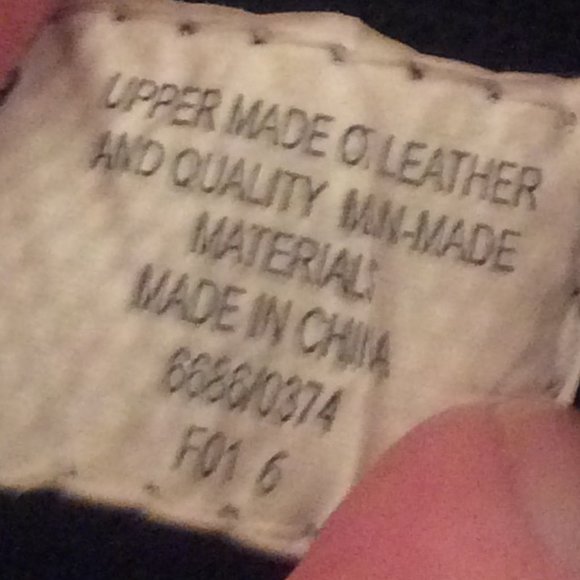 UPPER MADE OF LEATHER
AND QUALITY MAN-MADE
MATERIALS
MADE IN CHINA
6686/0374
F01 6